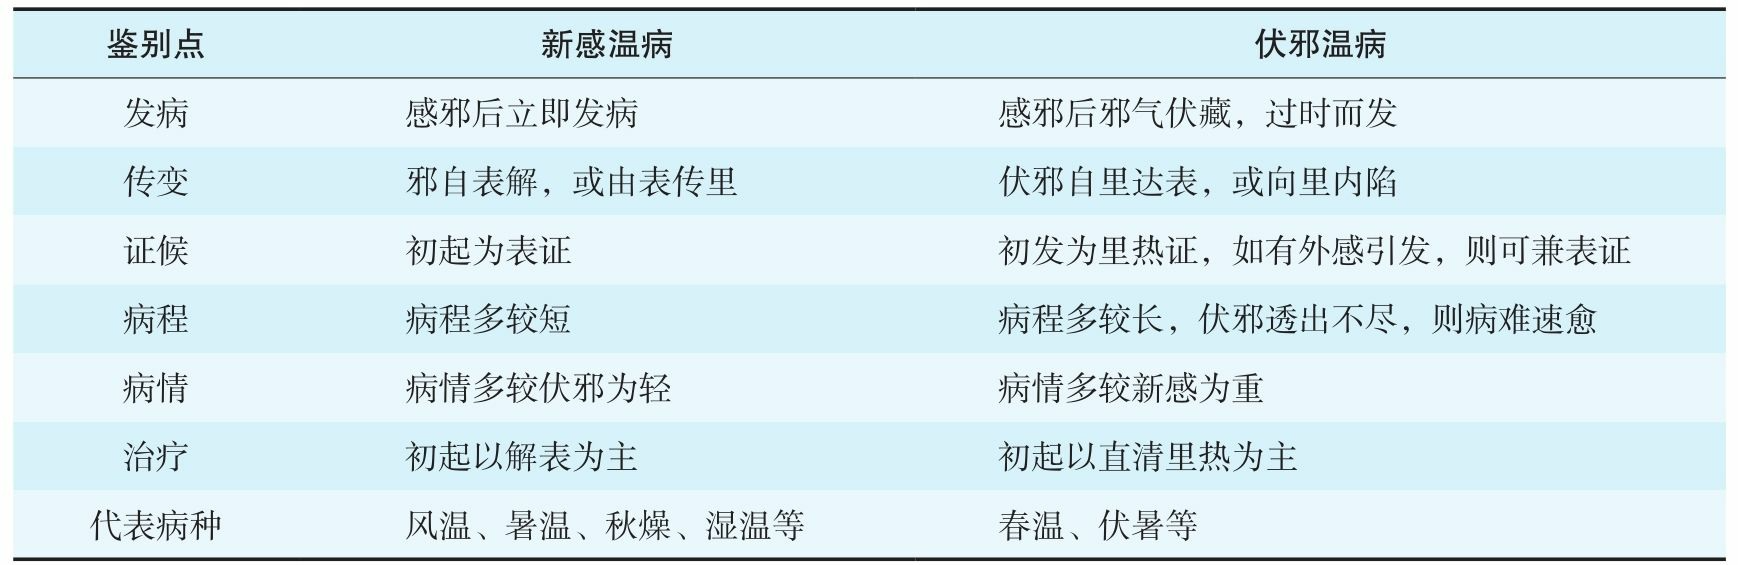 鉴别点 新感温病 伏邪温病
发病 感邪后立即发病 感邪后邪气伏藏，过时而发
传变 邪自表解，或由表传里 伏邪自里达表，或向里内陷
证候 初起为表证 初发为里热证，如有外感引发，则可兼表证
病程 病程多较短 病程多较长，伏邪透出不尽，则病难速愈
病情 病情多较伏邪为轻 病情多较新感为重
治疗 初起以解表为主 初起以直清里热为主
代表病种 风温、暑温、秋燥、湿温等 春温、伏暑等